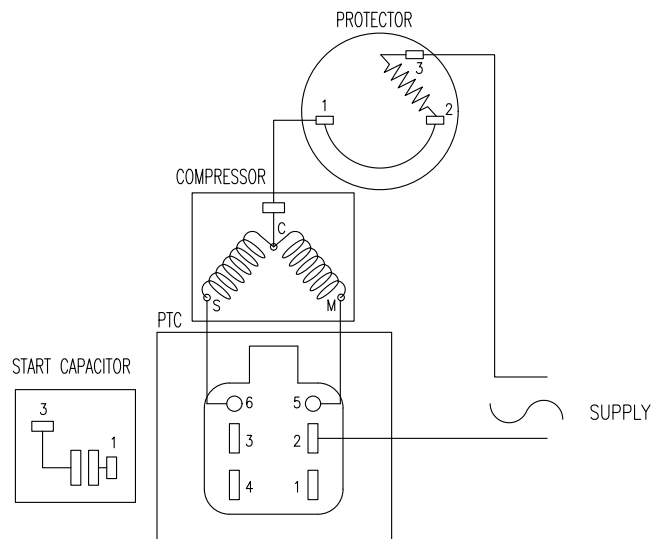 PROTECTOR
3
1
2
COMPRESSOR
C
S
M
PTC
START CAPACITOR
6
5
3
1
SUPPLY
3
2
4
1